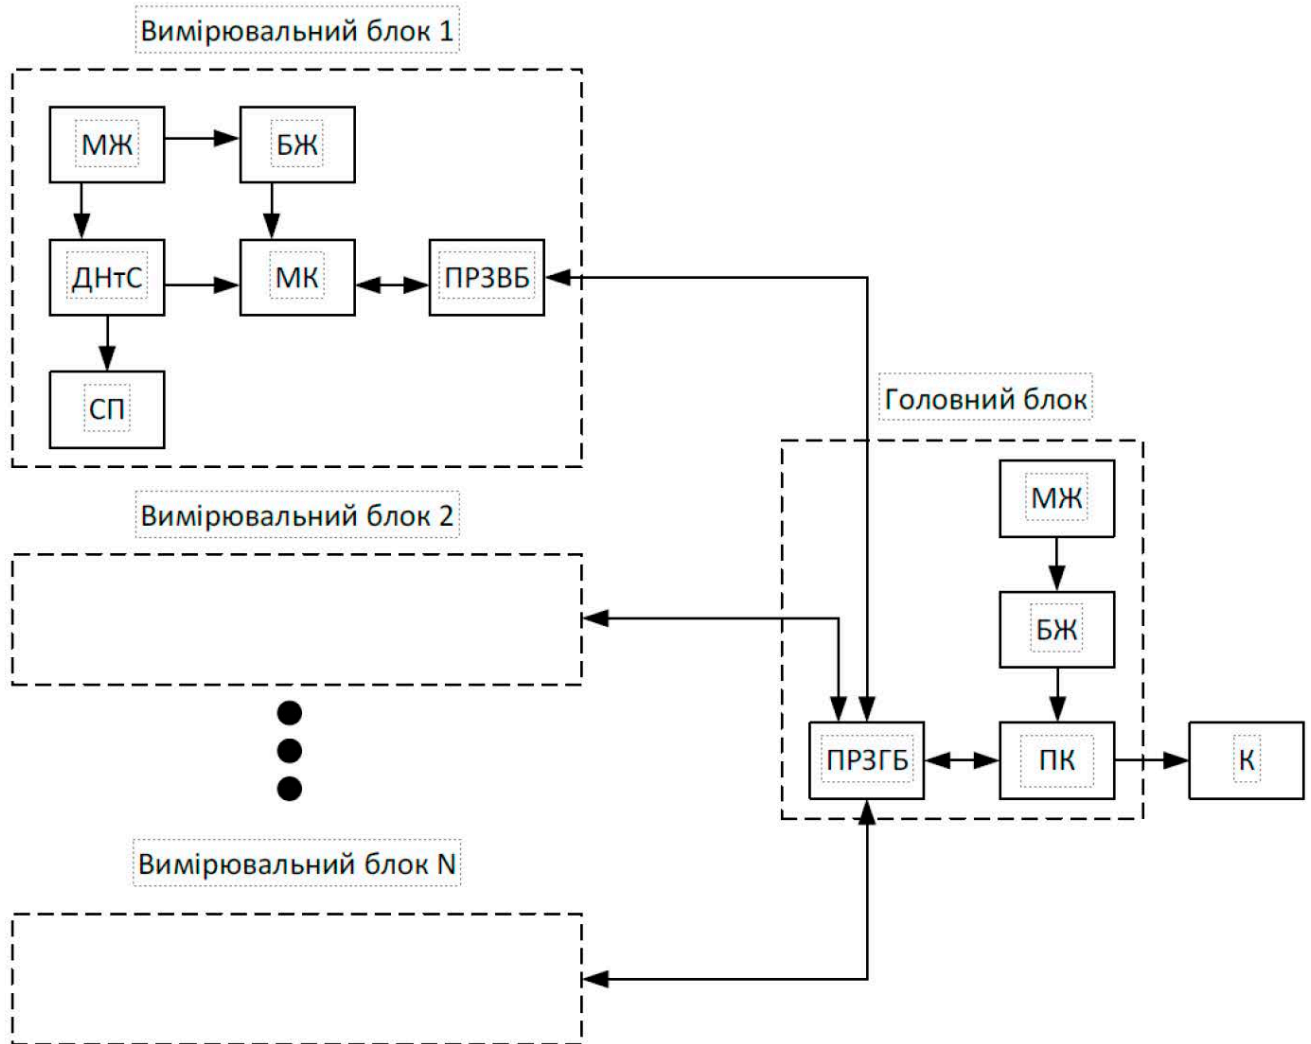 Вимірювальний блок 1
МЖ
БЖ
ДНтС
МК
ПРЗВБ
СП
Головний блок
МЖ
Вимірювальний блок 2
БЖ
ПРЗГБ
ПК
К
Вимірювальний блок N